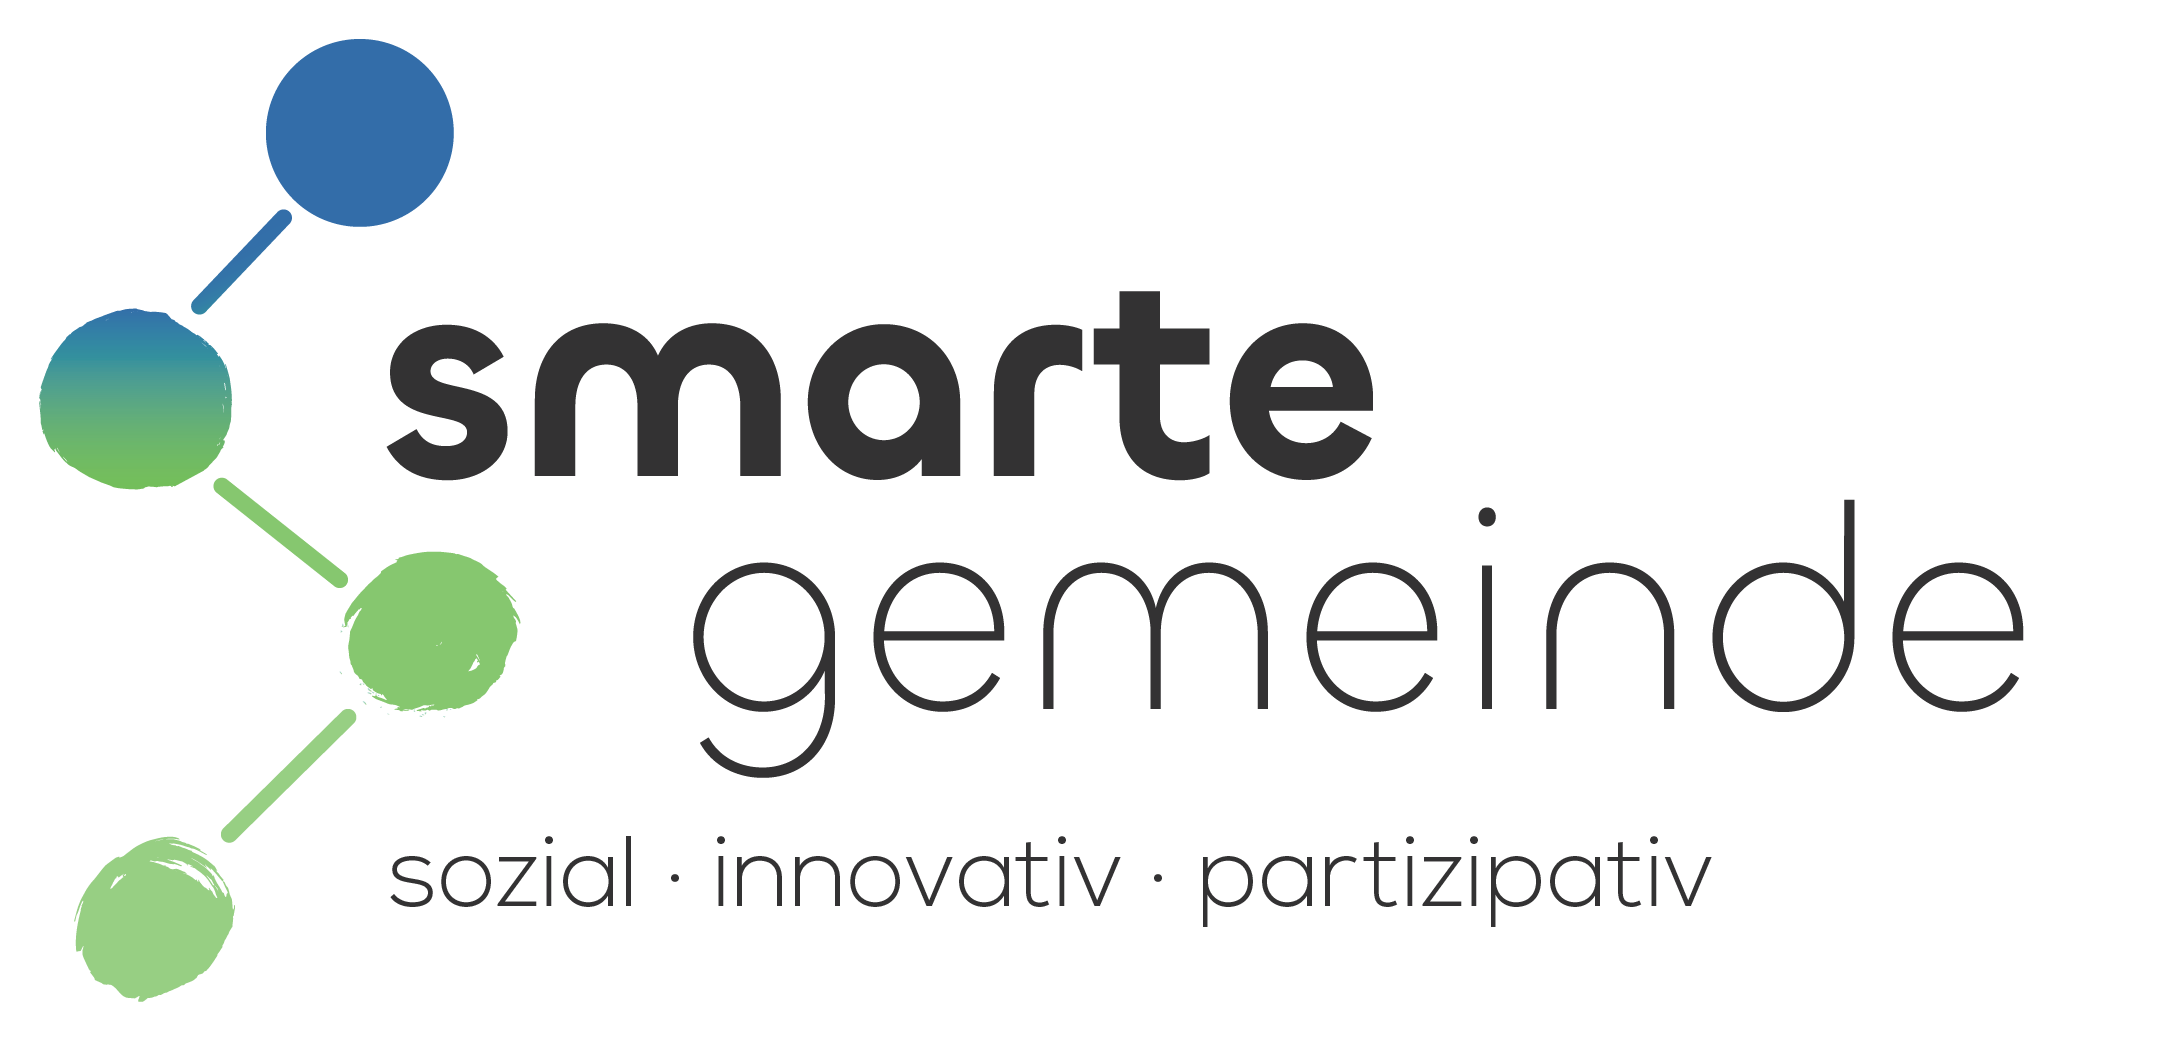 smarte
gemeinde
sozial · innovativ · partizipativ